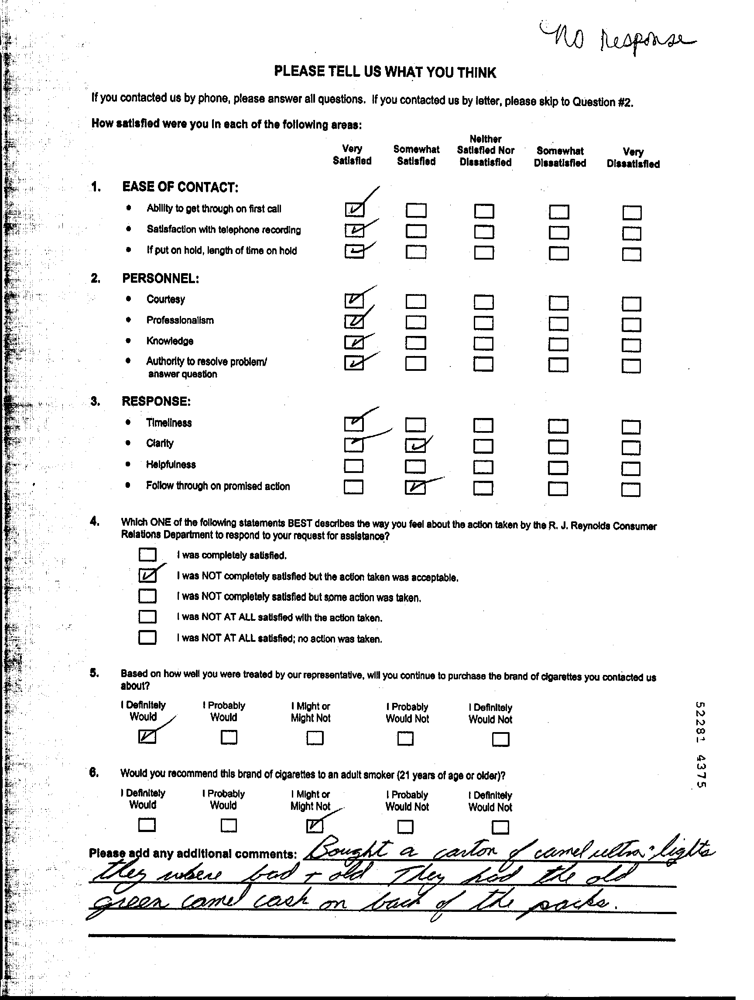 No Response
PLEASE TELL US WHAT YOU THINK
If you contacted us by phone, please answer all questions. If you contacted us by letter, please skip to Question #2.
How satisfied were you in each of the following areas:
Very Satisfied
Somewhat Satisfied
Neither Satisfied Nor Dissatisfied
Somewhat Dissatisfied
Very Dissatisfied
1. EASE OF CONTACT:
• Ability to get through on first call
• Satisfaction with telephone recording
• If put on hold, length of time on hold
2. PERSONNEL:
• Courtesy
• Professionalism
• Knowledge
• Authority to resolve problem/
answer question
3. RESPONSE:
• Timeliness
• Clarity
• Helpfulness
• Follow through on promised action
4. Which ONE of the following statements BEST describes the way you feel about the action taken by the R. J. Reynolds Consumer
Relations Department to respond to your request for assistance?
I was completely satisfied.
I was NOT completely satisfied but the action taken was acceptable.
I was NOT completely satisfied but some action was taken.
I was NOT AT ALL satisfied with the action taken.
I was NOT AT ALL satisfied; no action was taken.
5. Based on how well you were treated by our representative, will you continue to purchase the brand of cigarettes you contacted us
about?
I Definitely Would
I Probably Would
I Might or Might Not
I Probably Would Not
I Definitely Would Not
52281 4375
6. Would you recommend this brand of cigarettes to an adult smoker (21 years of age or older)?
I Definitely Would
I Probably Would
I Might or Might Not
I Probably Would Not
I Definitely Would Not
Please add any additional comments: Bought a carton of camel ultra-lights
they where bad + old They had the old
green camel cash on back of the packs.